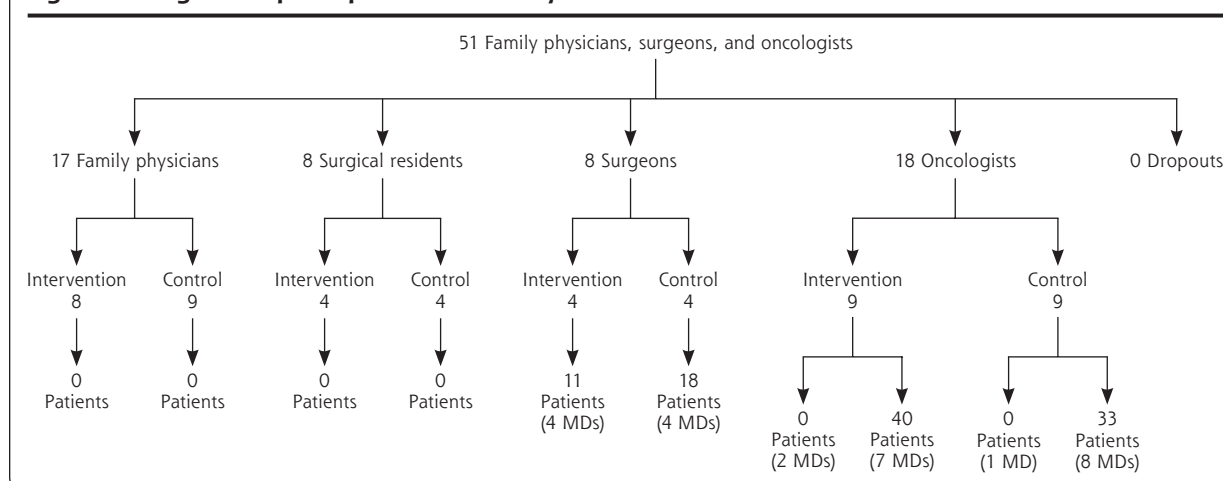 51 Family physicians, surgeons, and oncologists
17 Family physicians
8 Surgical residents
8 Surgeons
18 Oncologists
0 Dropouts
Intervention
8
Control
9
Intervention
4
Control
4
Intervention
4
Control
4
Intervention
9
Control
9
0
Patients
0
Patients
0
Patients
0
Patients
11
Patients
(4 MDs)
18
Patients
(4 MDs)
0
Patients
(2 MDs)
40
Patients
(7 MDs)
0
Patients
(1 MD)
33
Patients
(8 MDs)